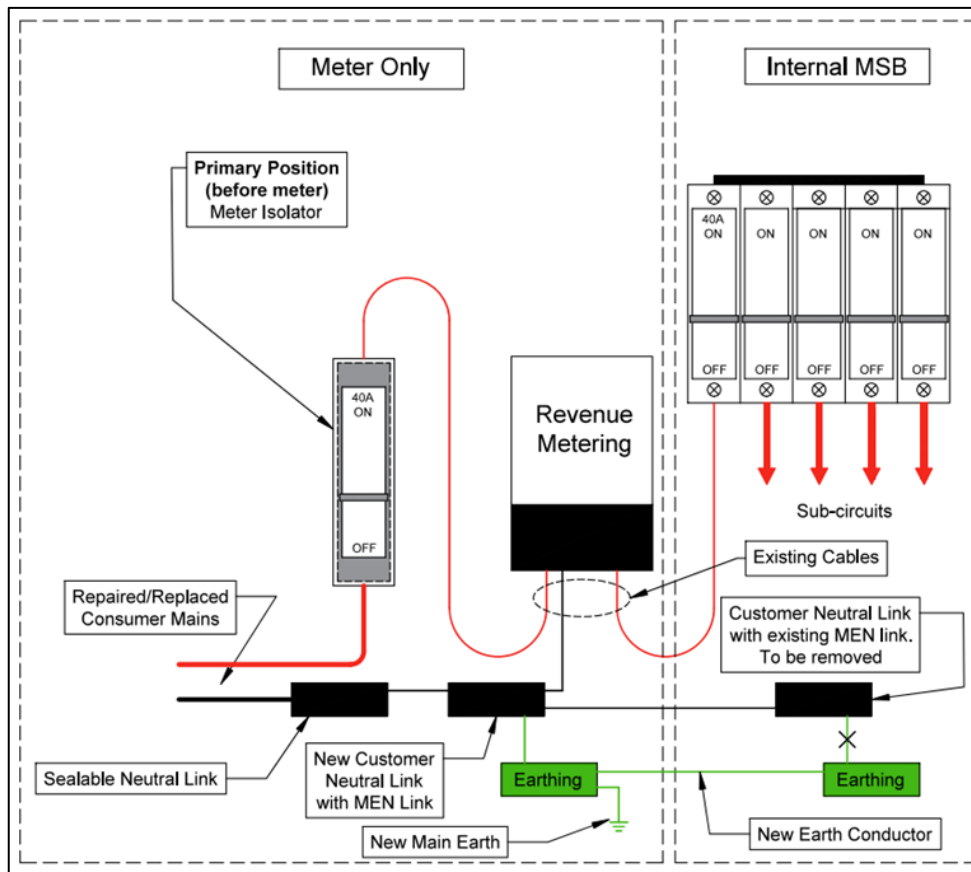 Meter Only
Internal MSB
Primary Position
(before meter)
Meter Isolator
40A
ON
OFF
Revenue
Metering
40A
ON
ON
ON
ON
ON
OFF
OFF
OFF
OFF
OFF
Sub-circuits
Existing Cables
Repaired/Replaced
Consumer Mains
Customer Neutral Link
with existing MEN link.
To be removed
Sealable Neutral Link
New Customer
Neutral Link
with MEN Link
Earthing
Earthing
New Main Earth
New Earth Conductor